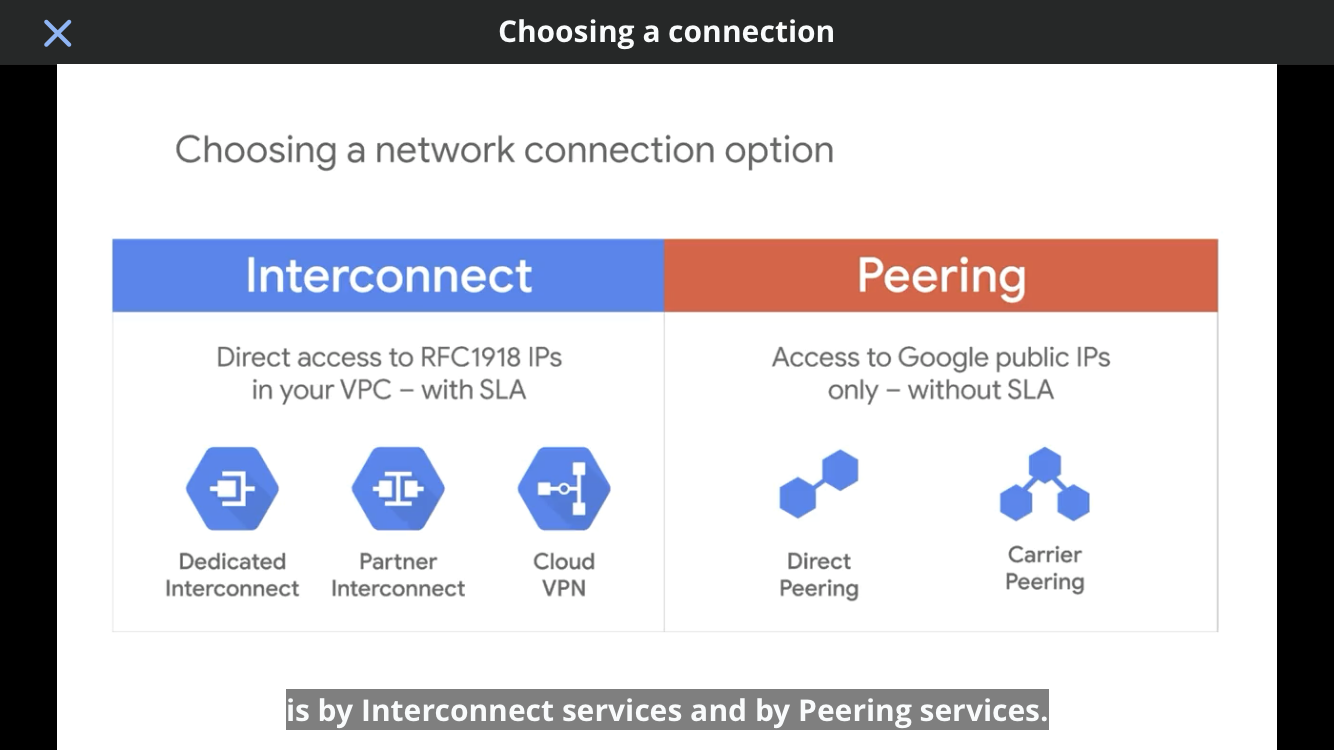 Choosing a connection
Choosing a network connection option
Interconnect
Peering
Direct access to RFC1918 IPs
in your VPC – with SLA
Access to Google public IPs
only – without SLA
Dedicated
Interconnect
Partner
Interconnect
Cloud
VPN
Direct
Peering
Carrier
Peering
is by Interconnect services and by Peering services.